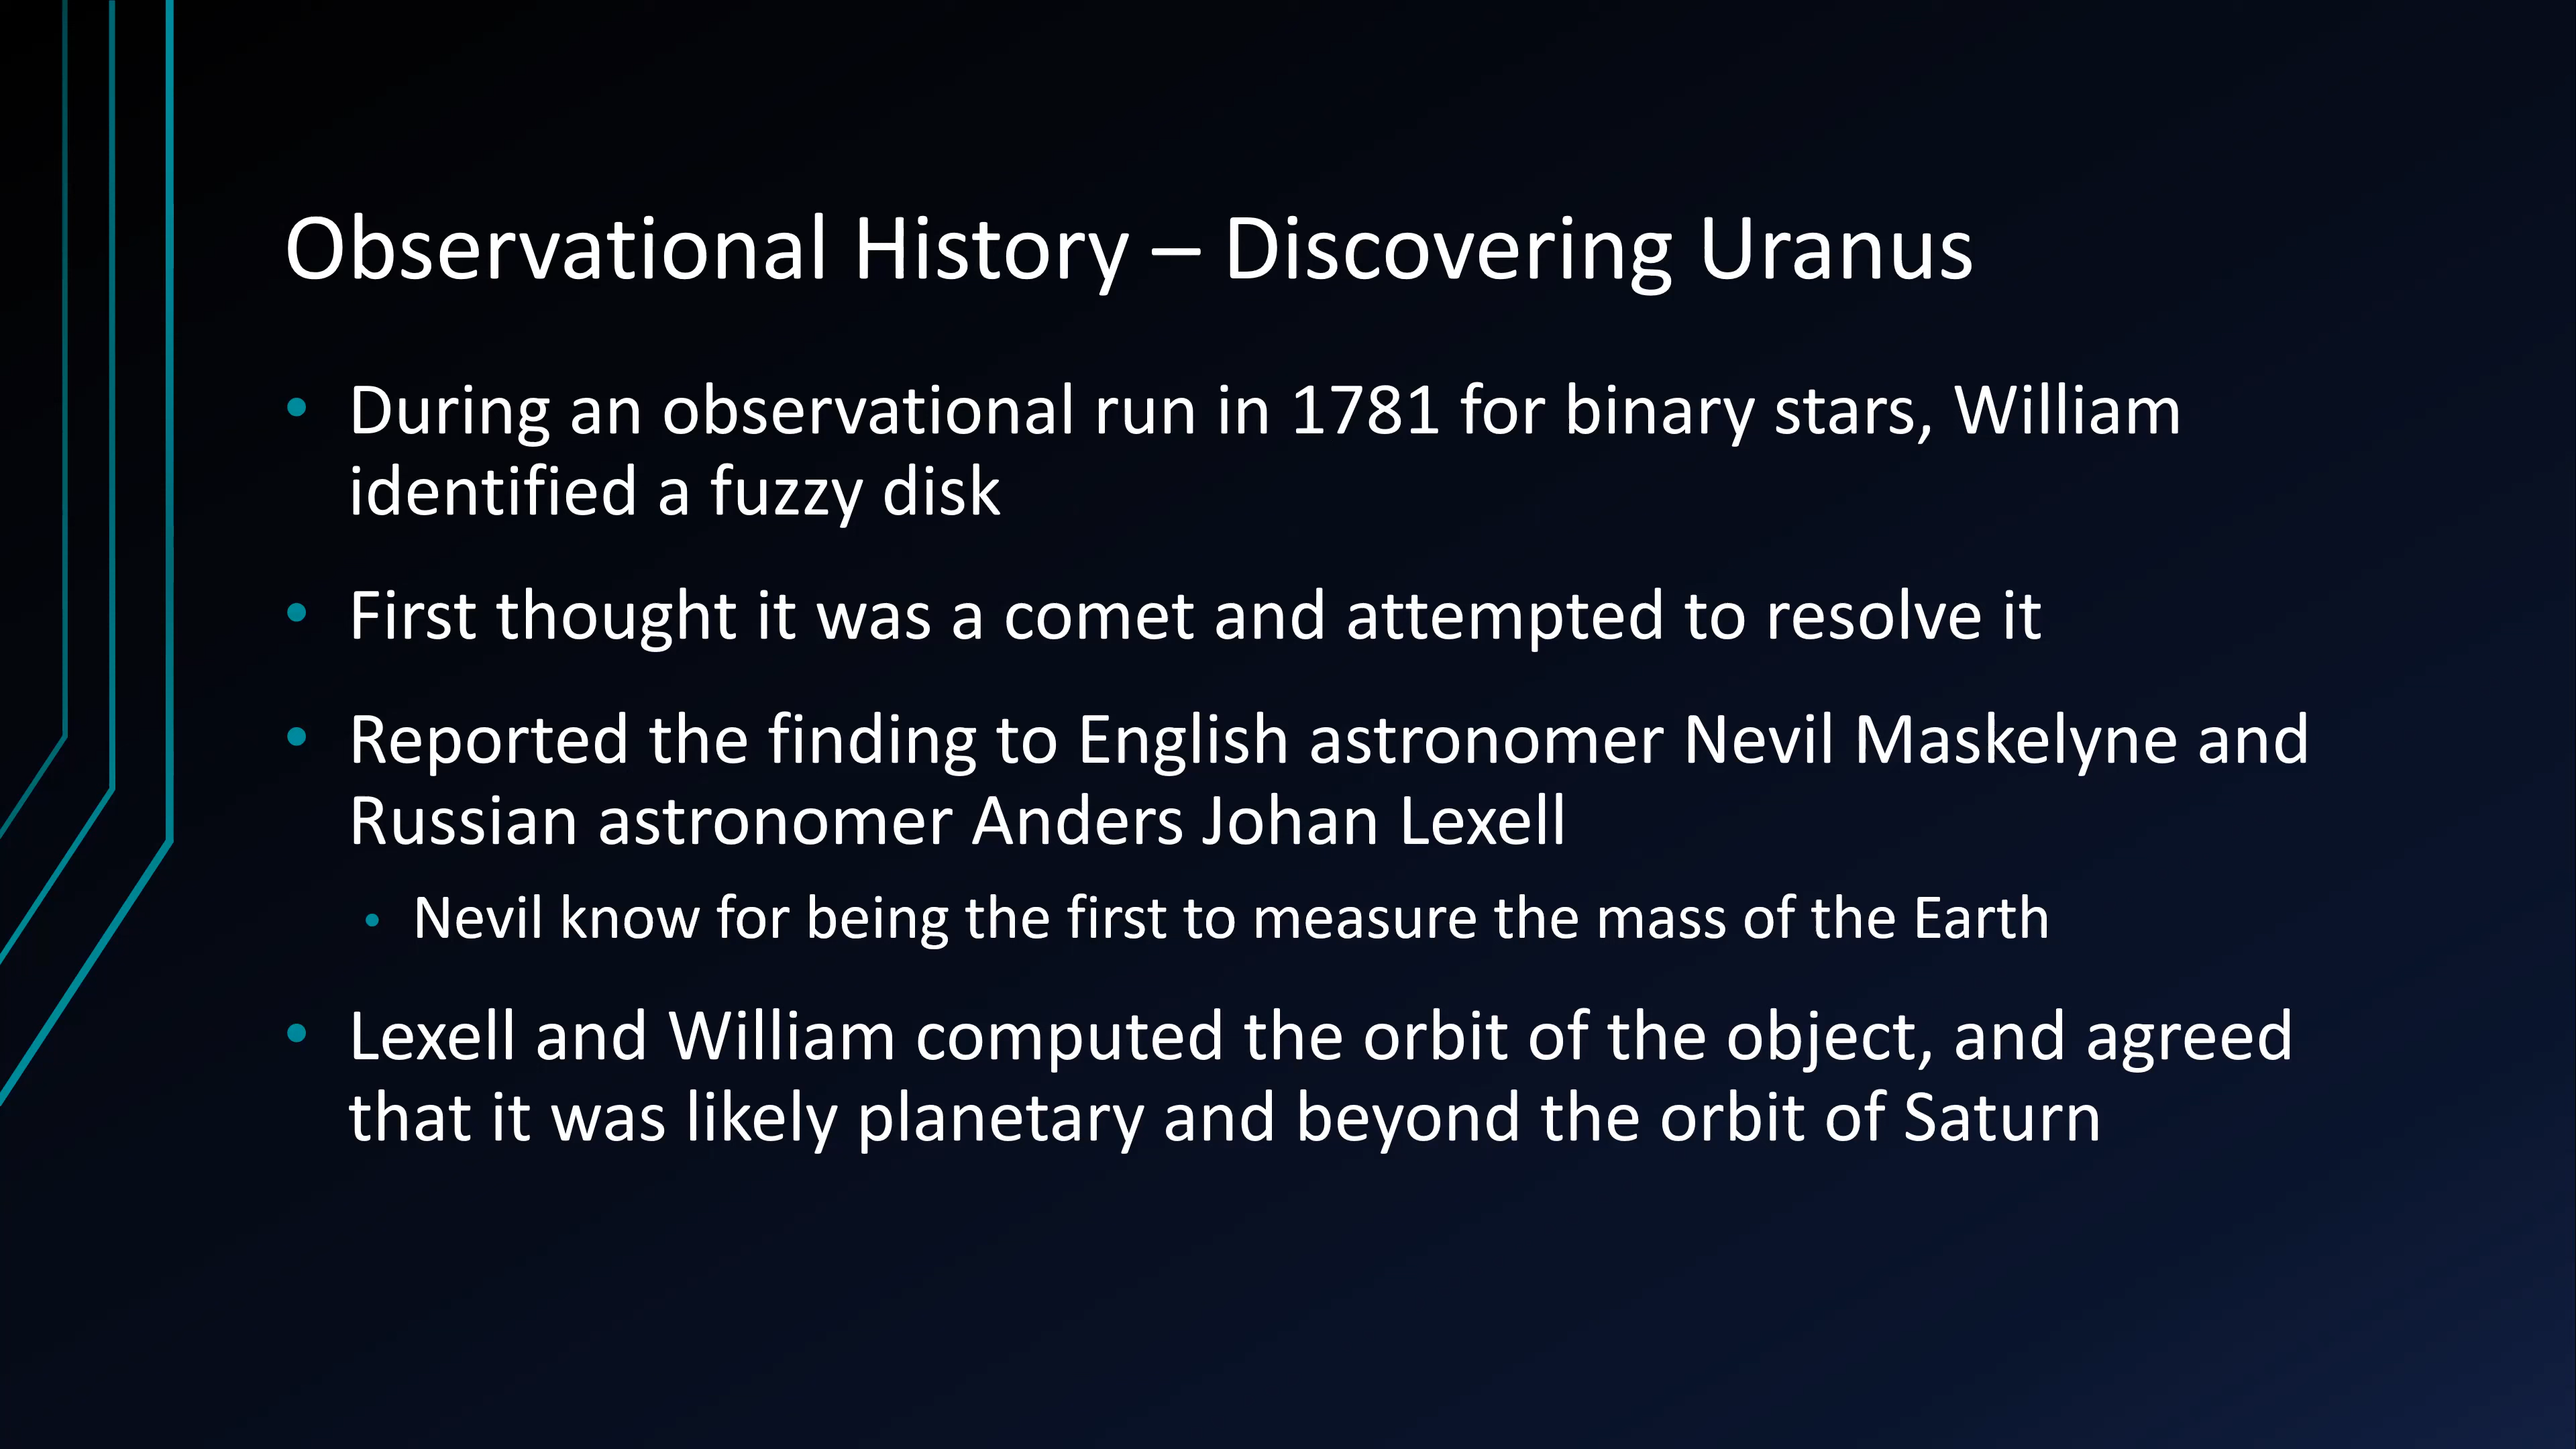 Observational History – Discovering Uranus
• During an observational run in 1781 for binary stars, William
identified a fuzzy disk
• First thought it was a comet and attempted to resolve it
• Reported the finding to English astronomer Nevil Maskelyne and
Russian astronomer Anders Johan Lexell
• Nevil know for being the first to measure the mass of the Earth
• Lexell and William computed the orbit of the object, and agreed
that it was likely planetary and beyond the orbit of Saturn